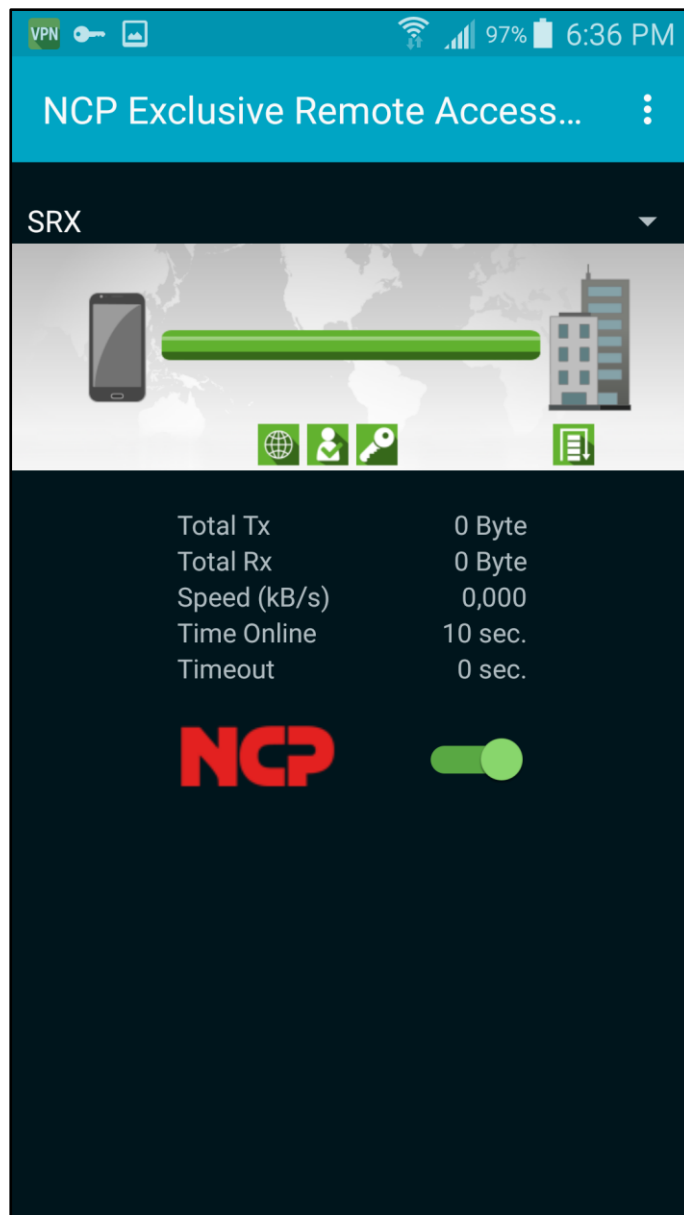 VPN 97% 6:36 PM
NCP Exclusive Remote Access...
SRX
Total Tx 0 Byte
Total Rx 0 Byte
Speed (kB/s) 0,000
Time Online 10 sec.
Timeout 0 sec.
NCP